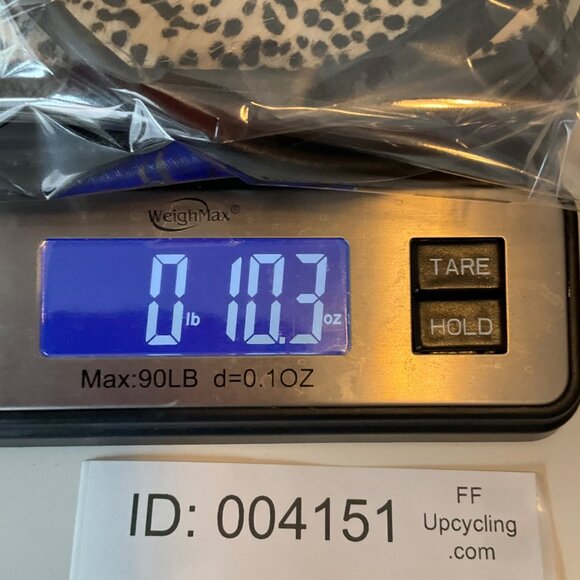 WeighMax®
0 lb 10.3 oz
TARE
HOLD
Max:90LB d=0.1OZ
ID: 004151
FF
Upcycling
.com